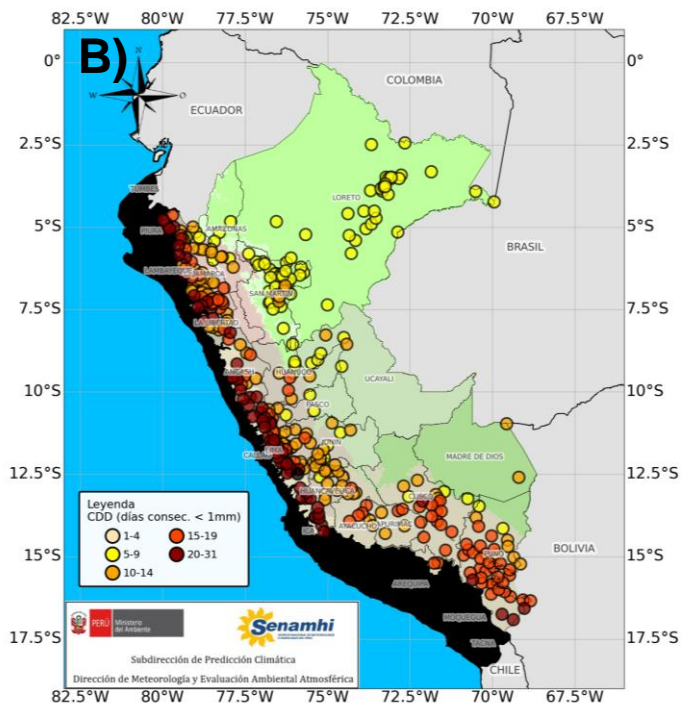 82.5°W 80°W 77.5°W 75°W 72.5°W 70°W 67.5°W
B)
N
W O
0° 0°
COLOMBIA
ECUADOR
2.5°S 2.5°S
TUMBES
LORETO
5°S 5°S
PIURA
AMAZONAS
BRASIL
LAMBAYEQUE
SAN MARTIN
7.5°S 7.5°S
LA LIBERTAD
HUANUCO
UCAYALI
10°S 10°S
PASCO
JUNIN
MADRE DE DIOS
CALLAO
12.5°S 12.5°S
HUANCAVELICA
CUSCO
Leyenda
CDD (días consec. < 1mm)
1-4 15-19
5-9 20-31
10-14
ICA
AYACUCHO
PUNO
BOLIVIA
15°S 15°S
AREQUIPA
MOQUEGUA
TACNA
PERÚ
Ministerio
del Ambiente
Senamhi
17.5°S 17.5°S
Subdirección de Predicción Climática
Dirección de Meteorología y Evaluación Ambiental Atmosférica
CHILE
82.5°W 80°W 77.5°W 75°W 72.5°W 70°W 67.5°W